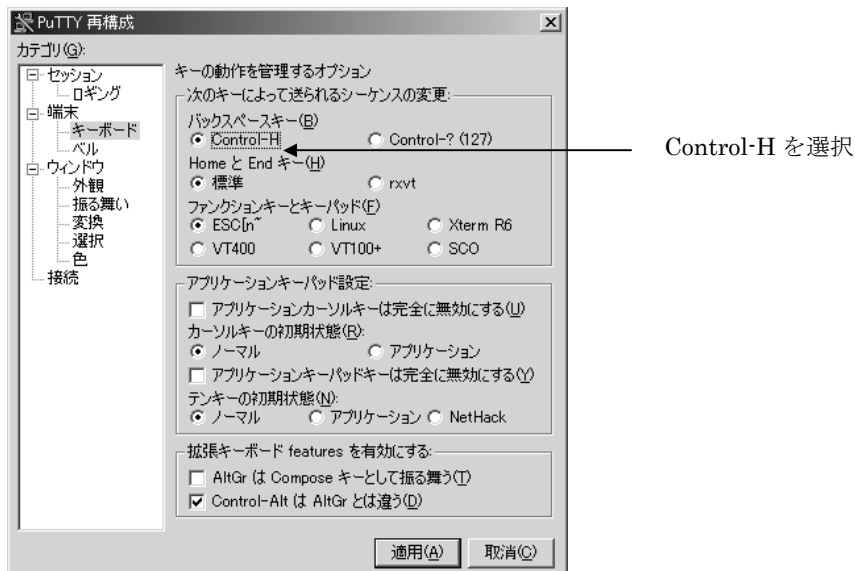 PuTTY 再構成
カテゴリ(G):
セッション
ロギング
端末
キーボード
ベル
ウィンドウ
外観
振る舞い
変換
選択
色
接続
キーの動作を管理するオプション
次のキーによって送られるシーケンスの変更:
バックスペースキー(B)
Control-H Control-? (127)
Home と End キー(H)
標準 rxvt
ファンクションキーとキーパッド(F)
ESC[n~ Linux Xterm R6
VT400 VT100+ SCO
アプリケーションキーパッド設定:
アプリケーションカーソルキーは完全に無効にする(U)
カーソルキーの初期状態(R):
ノーマル アプリケーション
アプリケーションキーパッドキーは完全に無効にする(Y)
テンキーの初期状態(N):
ノーマル アプリケーション NetHack
拡張キーボード features を有効にする:
AltGr は Compose キーとして振る舞う(T)
Control-Alt は AltGr とは違う(D)
適用(A) 取消(C)
Control-H を選択